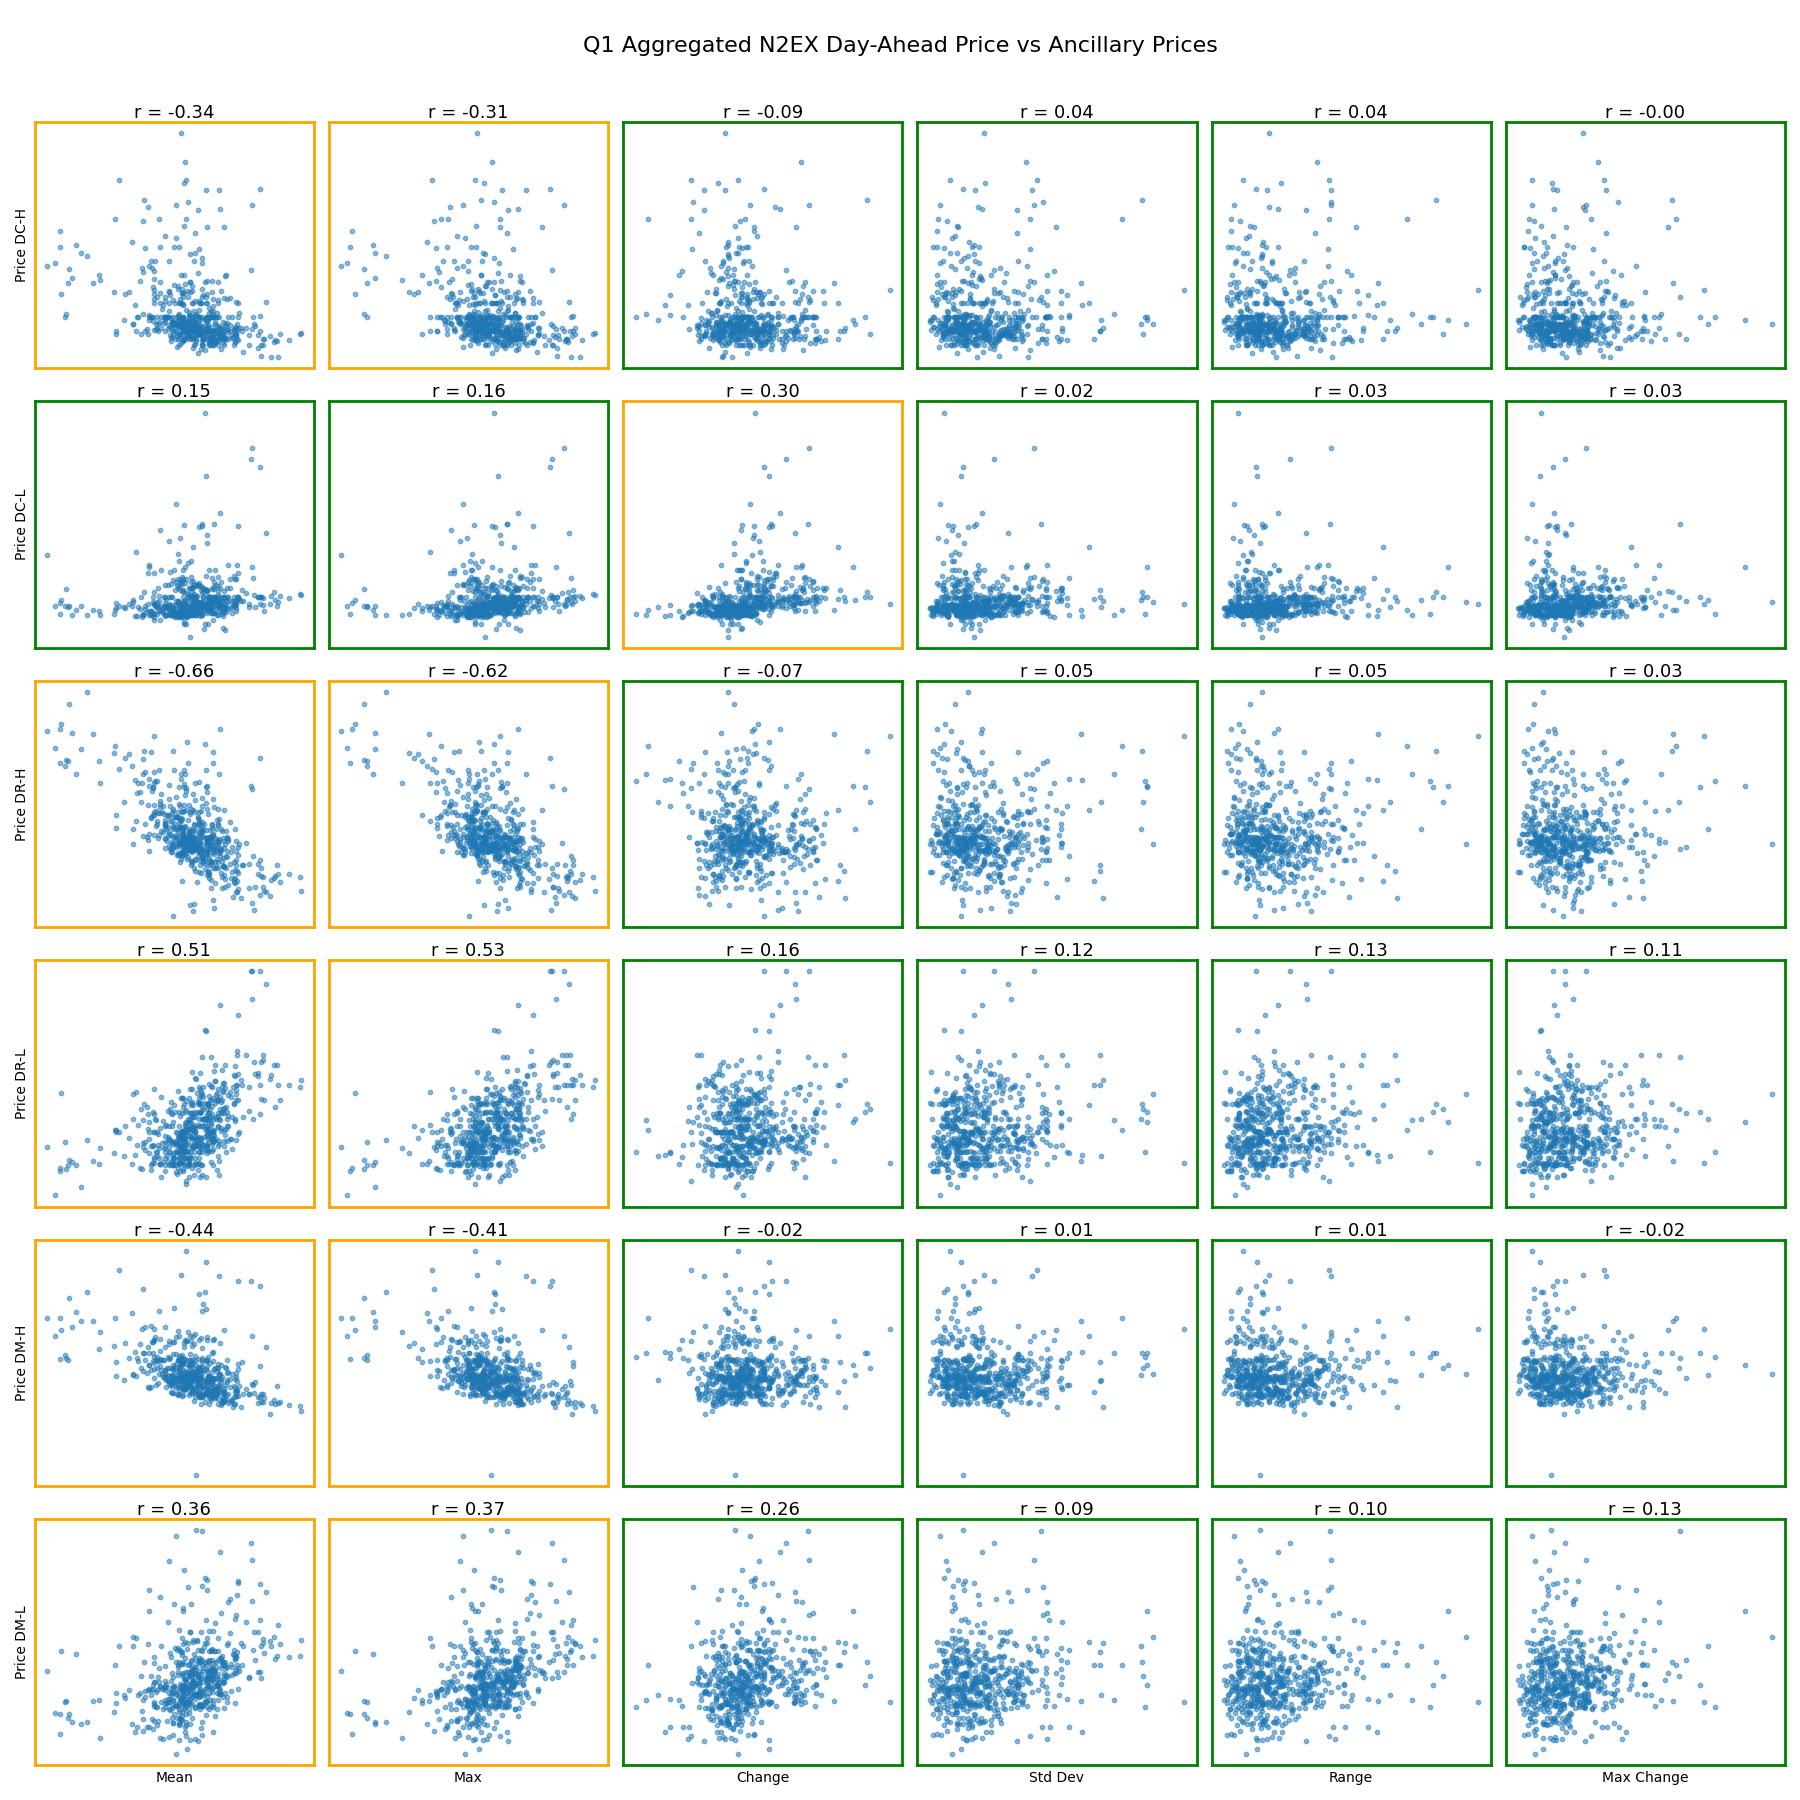 Q1 Aggregated N2EX Day-Ahead Price vs Ancillary Prices
r = -0.34
r = -0.31
r = -0.09
r = 0.04
r = 0.04
r = -0.00
Price DC-H
r = 0.15
r = 0.16
r = 0.30
r = 0.02
r = 0.03
r = 0.03
Price DC-L
r = -0.66
r = -0.62
r = -0.07
r = 0.05
r = 0.05
r = 0.03
Price DR-H
r = 0.51
r = 0.53
r = 0.16
r = 0.12
r = 0.13
r = 0.11
Price DR-L
r = -0.44
r = -0.41
r = -0.02
r = 0.01
r = 0.01
r = -0.02
Price DM-H
r = 0.36
r = 0.37
r = 0.26
r = 0.09
r = 0.10
r = 0.13
Price DM-L
Mean
Max
Change
Std Dev
Range
Max Change